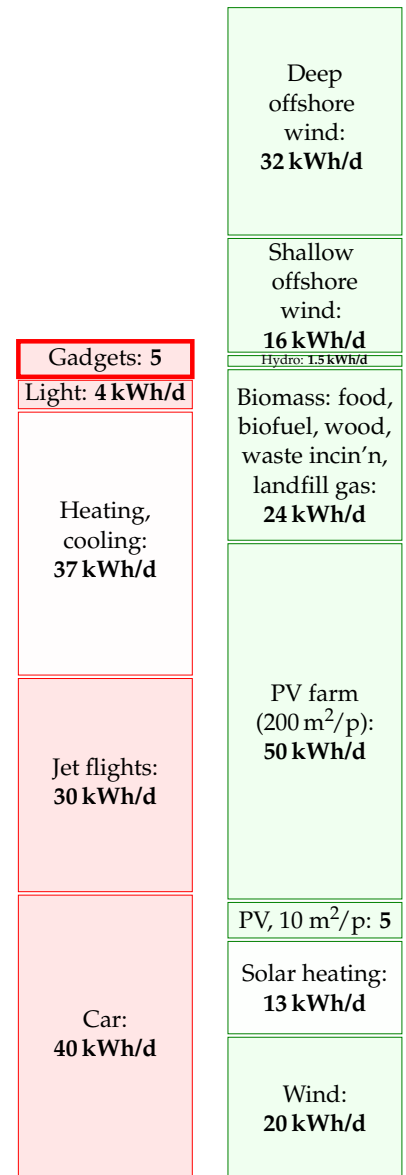 Gadgets: 5
Light: 4 kWh/d
Heating,
cooling:
37 kWh/d
Jet flights:
30 kWh/d
Car:
40 kWh/d
Deep
offshore
wind:
32 kWh/d
Shallow
offshore
wind:
16 kWh/d
Hydro: 1.5 kWh/d
Biomass: food,
biofuel, wood,
waste incin’n,
landfill gas:
24 kWh/d
PV farm
(200 m²/p):
50 kWh/d
PV, 10 m²/p: 5
Solar heating:
13 kWh/d
Wind:
20 kWh/d